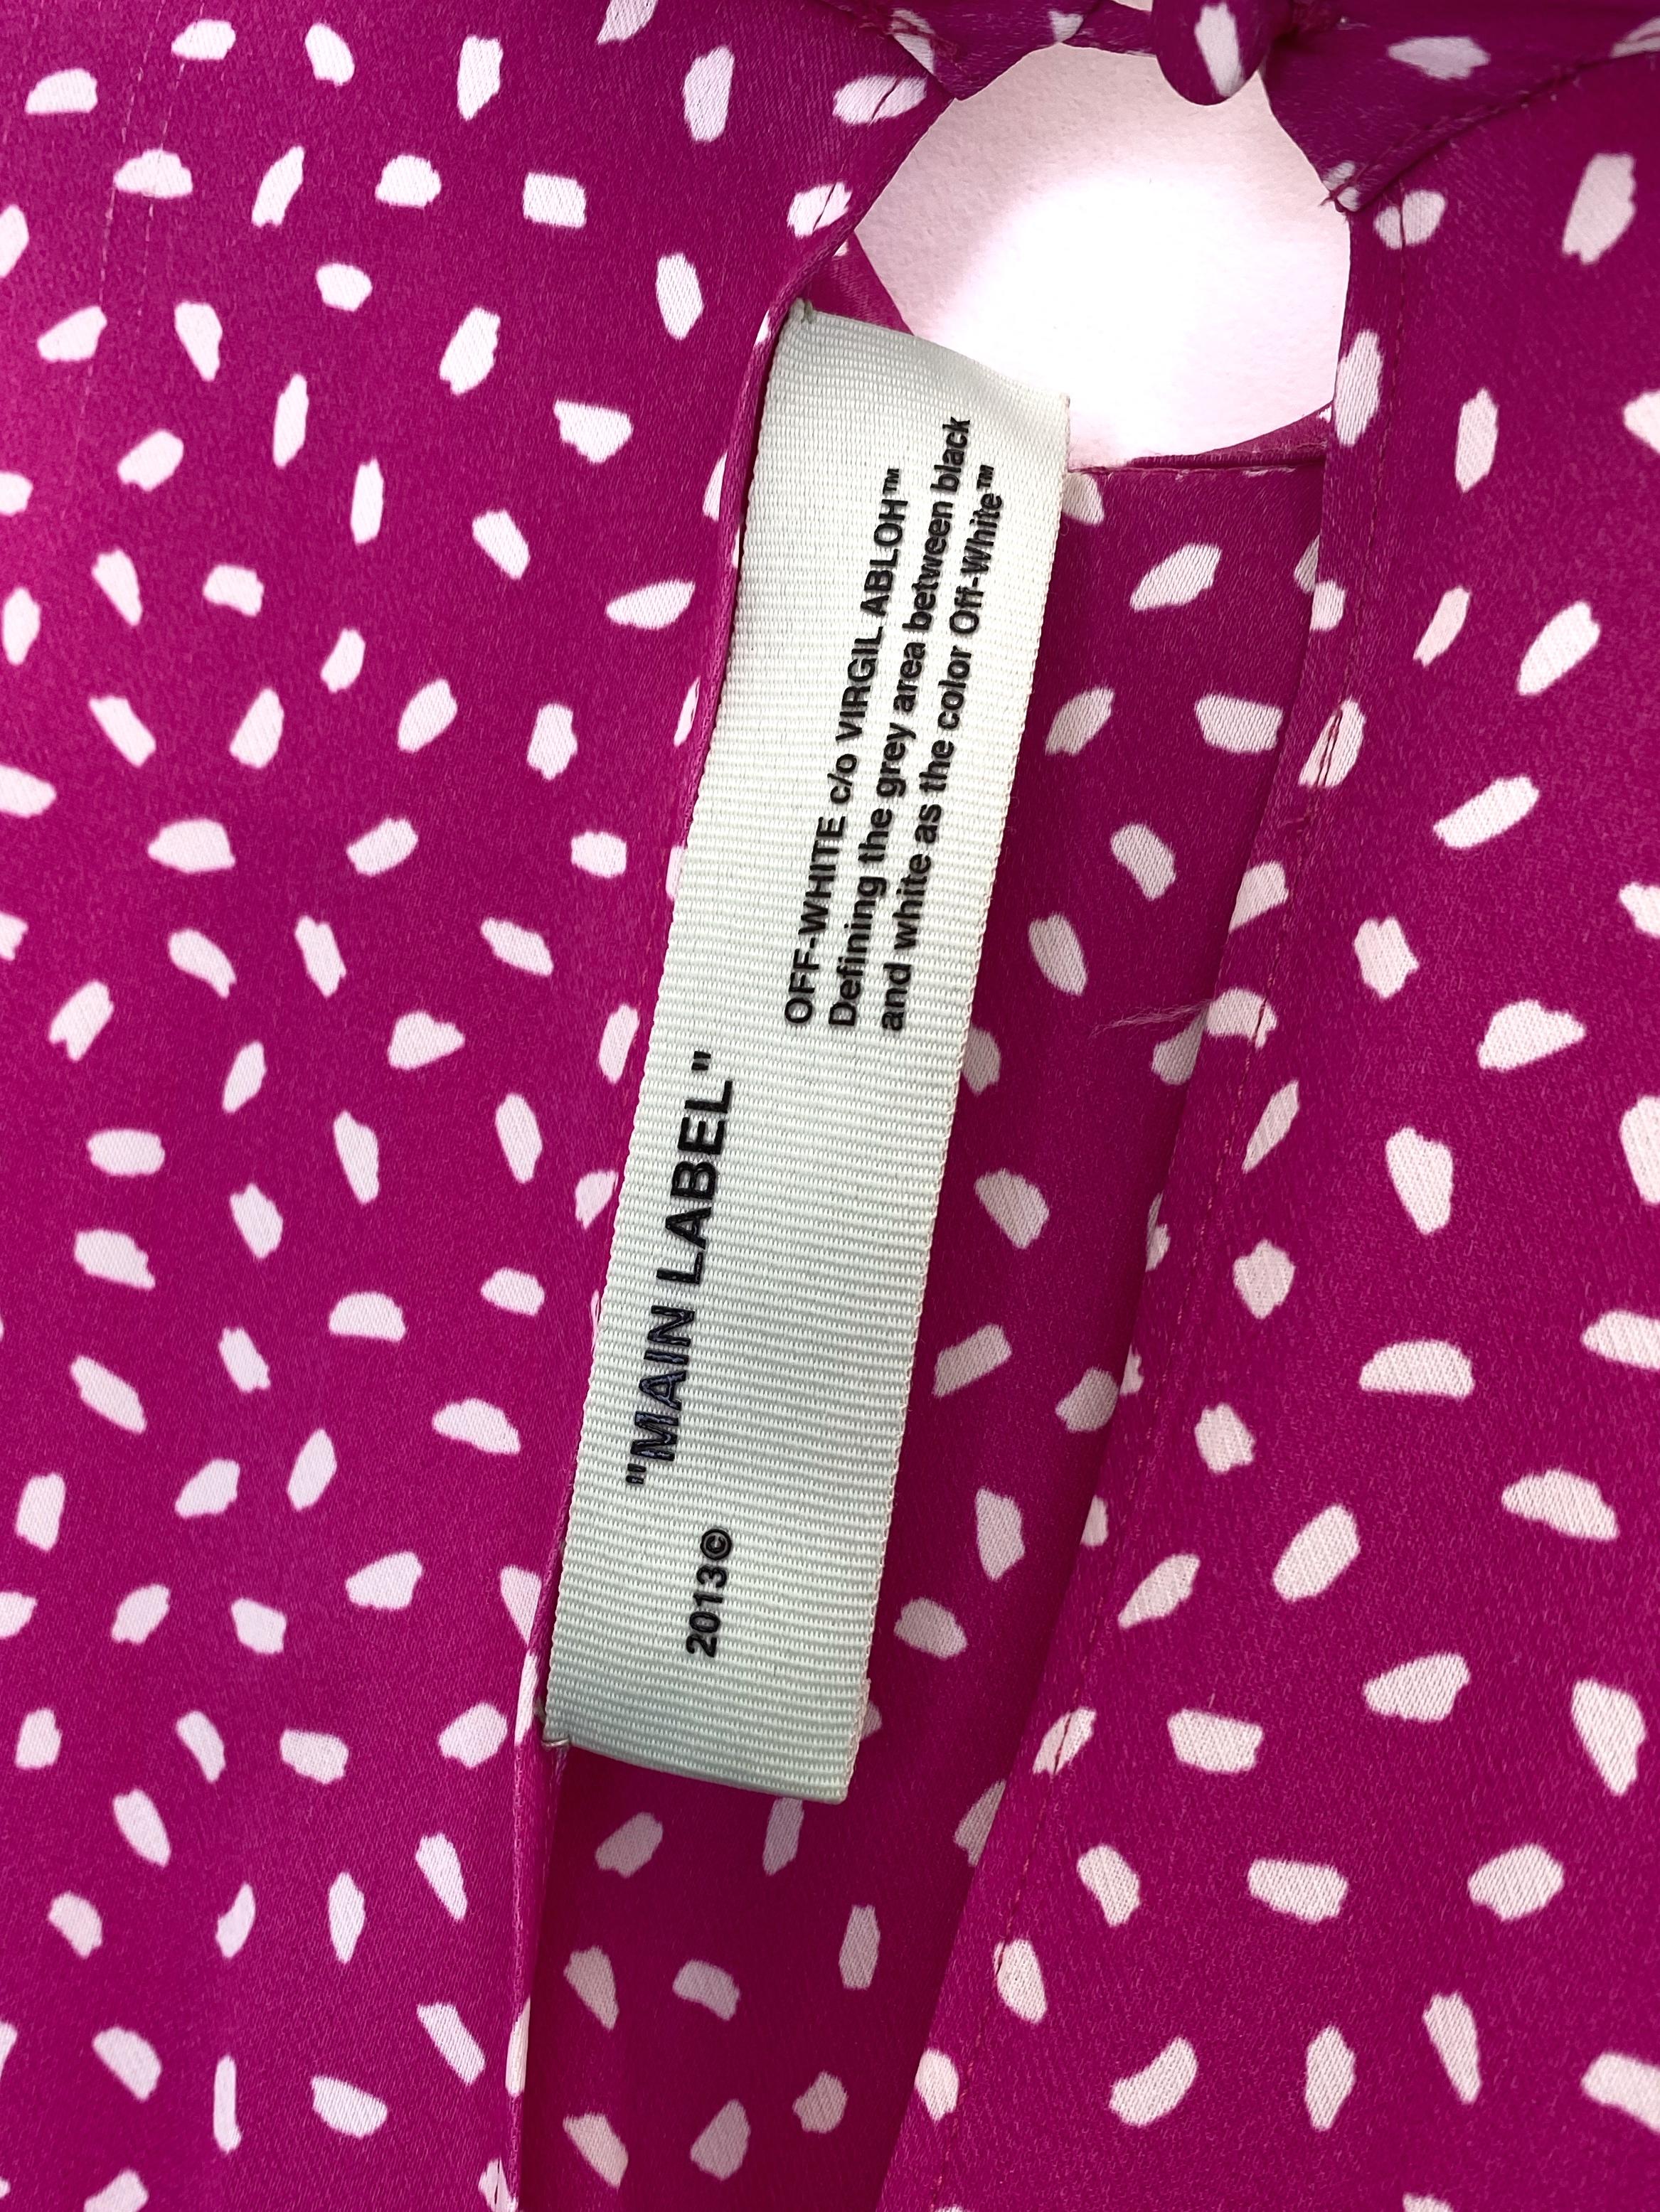 OFF-WHITE c/o VIRGIL ABLOH™
Defining the grey area between black
and white as the color Off-White™
"MAIN LABEL"
2013©